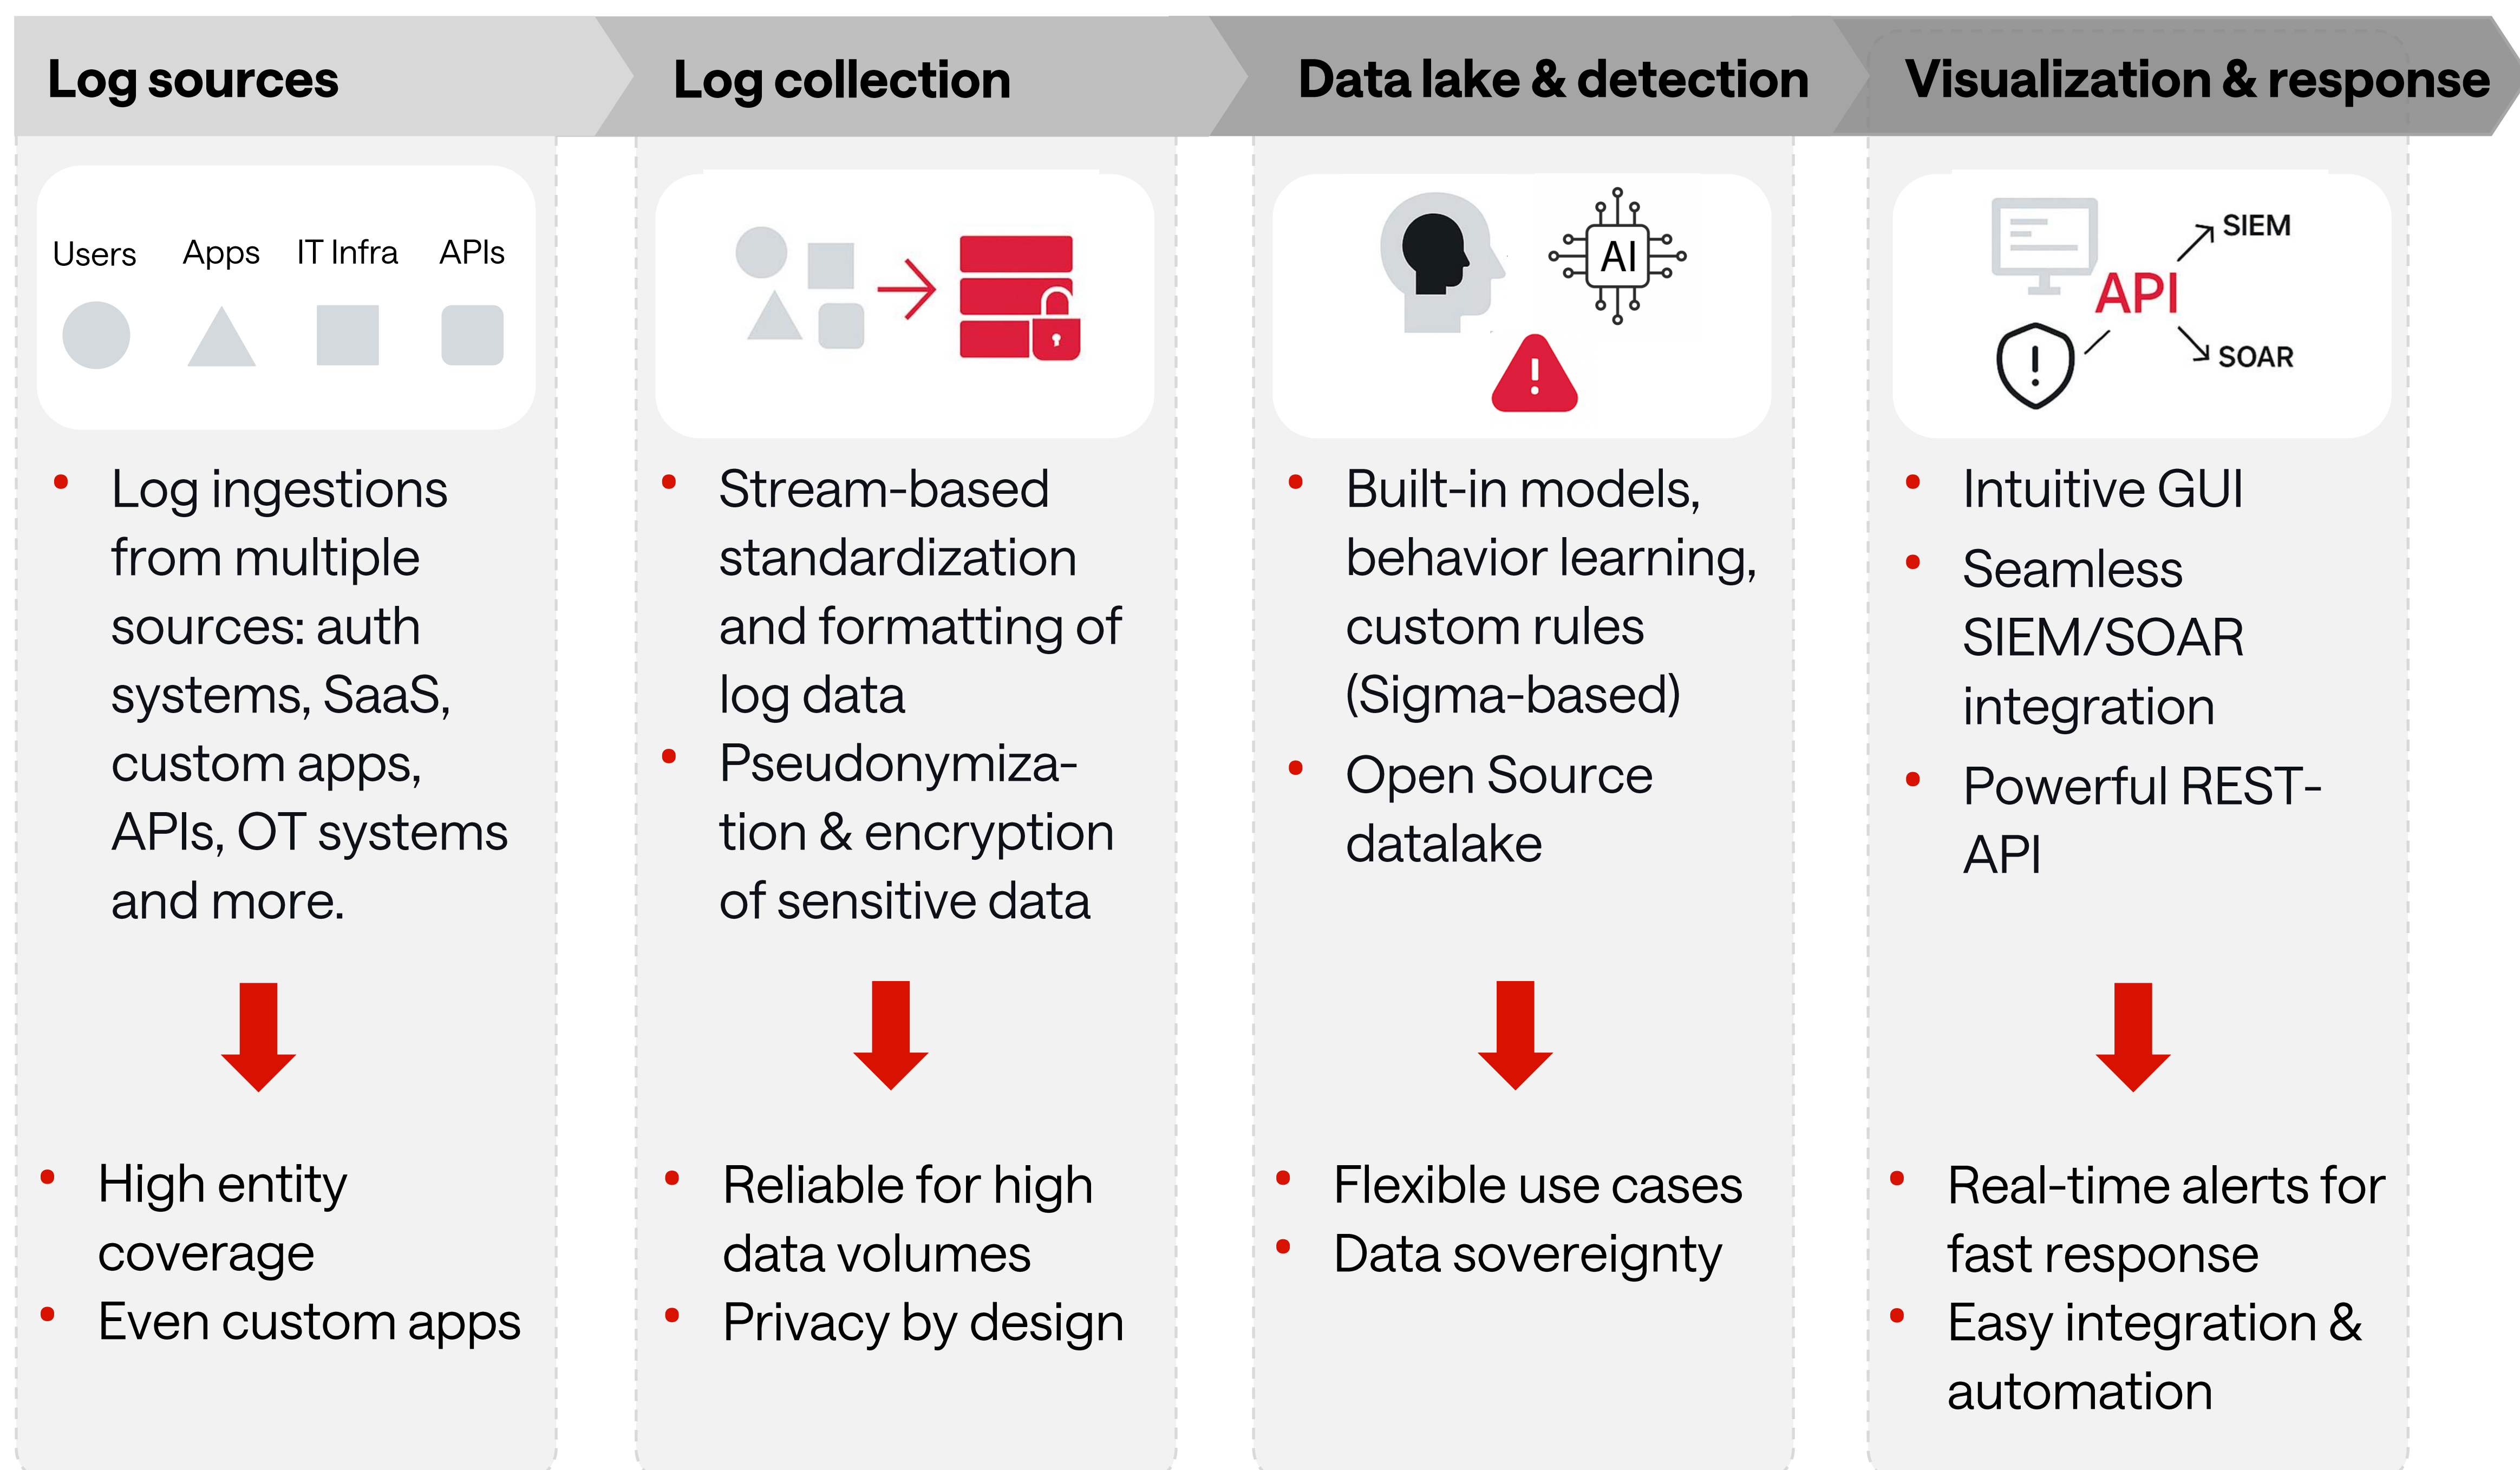 Log sources
Log collection
Data lake & detection
Visualization & response
Users
Apps
IT Infra
APIs
Log ingestions
from multiple
sources: auth
systems, SaaS,
custom apps,
APIs, OT systems
and more.
High entity
coverage
Even custom apps
Stream-based
standardization
and formatting of
log data
Pseudonymiza-
tion & encryption
of sensitive data
Reliable for high
data volumes
Privacy by design
AI
!
Built-in models,
behavior learning,
custom rules
(Sigma-based)
Open Source
datalake
Flexible use cases
Data sovereignty
SIEM
API
SOAR
!
Intuitive GUI
Seamless
SIEM/SOAR
integration
Powerful REST-
API
Real-time alerts for
fast response
Easy integration &
automation